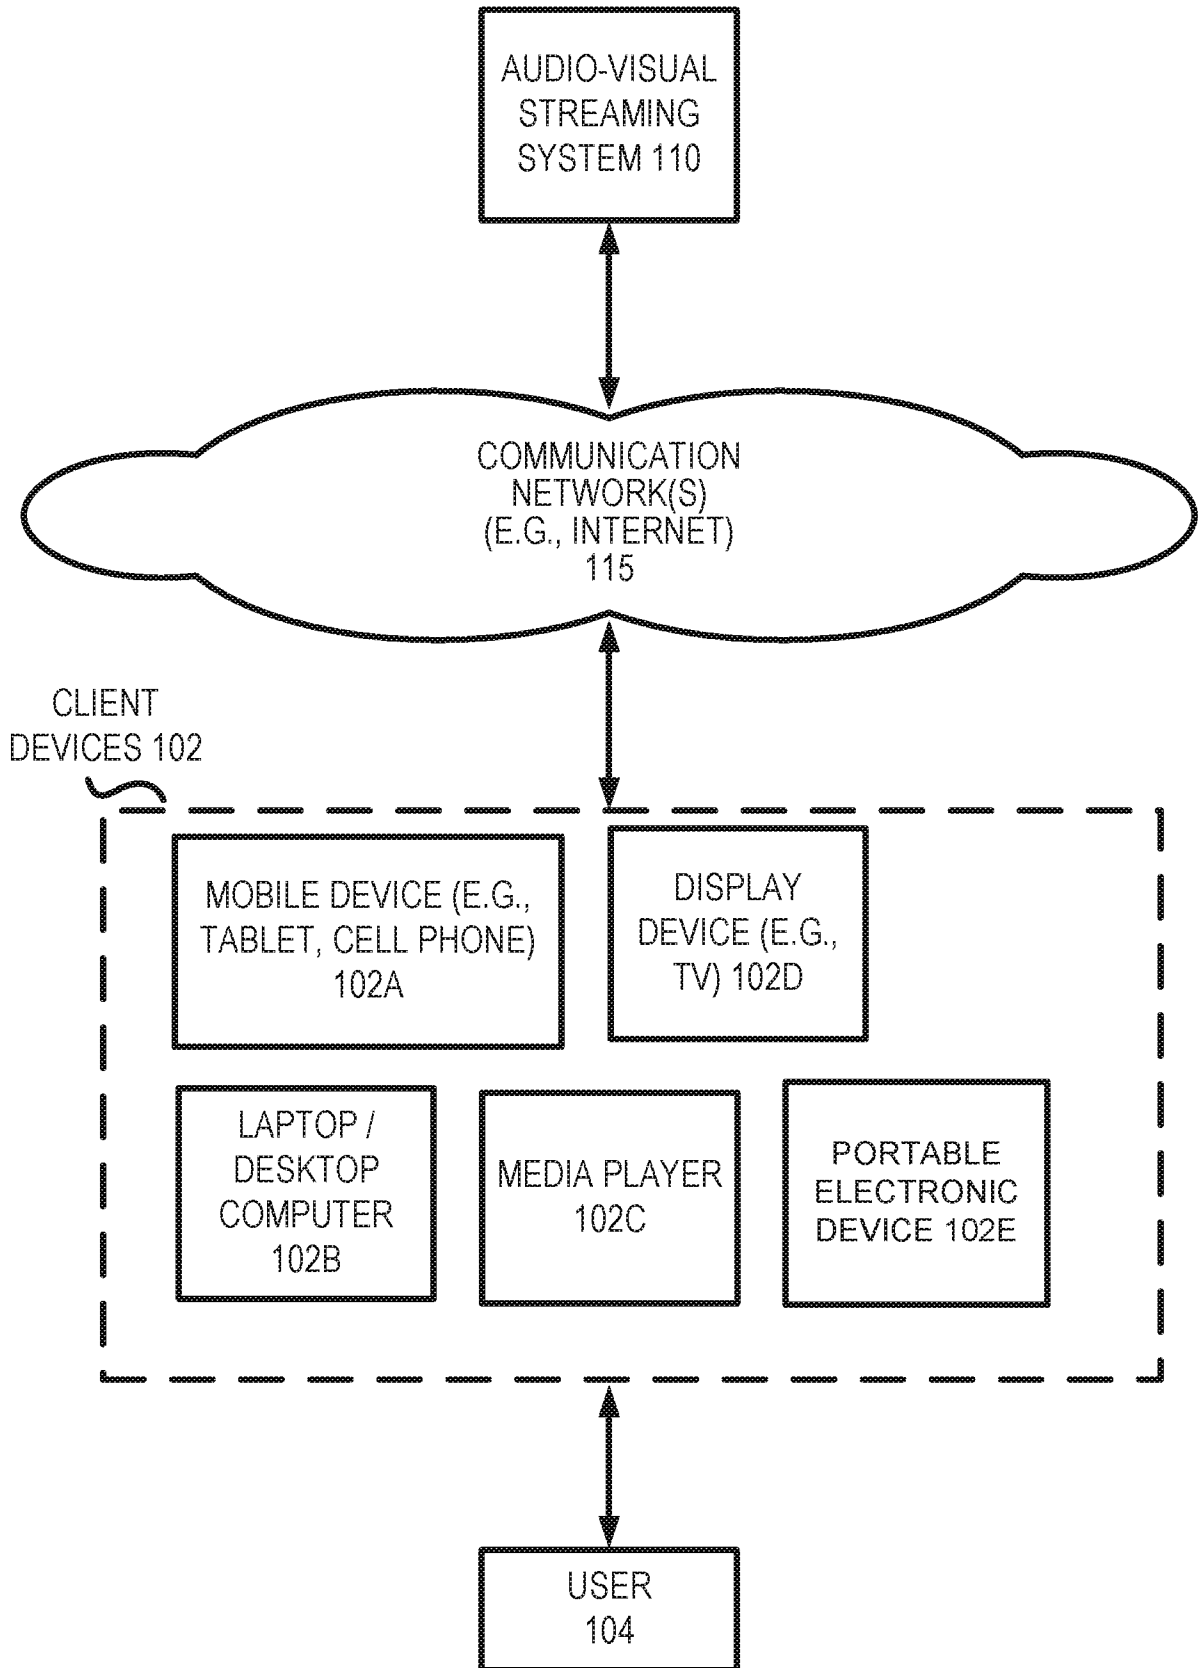 AUDIO-VISUAL
STREAMING
SYSTEM 110
COMMUNICATION
NETWORK(S)
(E.G., INTERNET)
115
CLIENT
DEVICES 102
MOBILE DEVICE (E.G.,
TABLET, CELL PHONE)
102A
DISPLAY
DEVICE (E.G.,
TV) 102D
LAPTOP /
DESKTOP
COMPUTER
102B
MEDIA PLAYER
102C
PORTABLE
ELECTRONIC
DEVICE 102E
USER
104